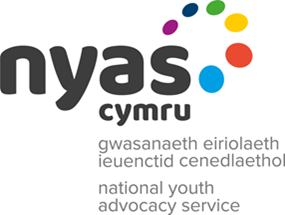 nyas
cymru
gwasanaeth eiriolaeth
ieuenctid cenedlaethol
national youth
advocacy service